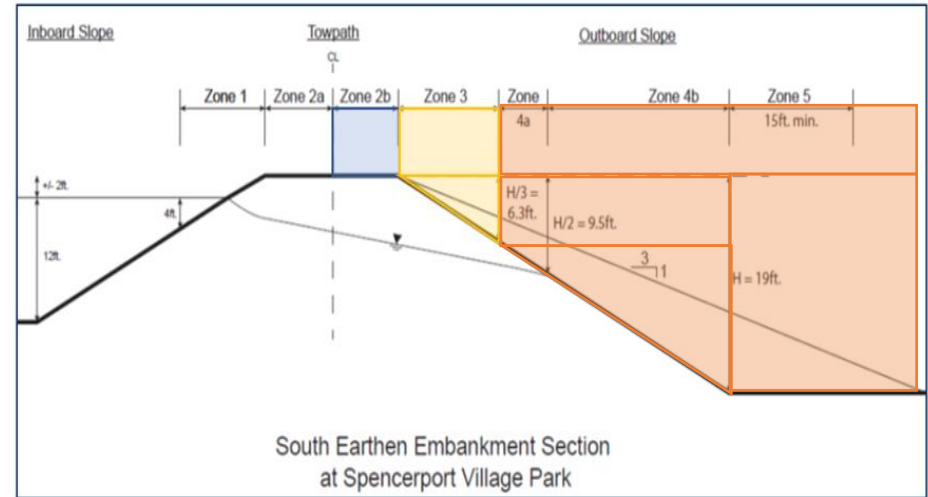 Inboard Slope
Towpath
Outboard Slope
CL
Zone 1
Zone 2a
Zone 2b
Zone 3
Zone
4a
Zone 4b
Zone 5
15ft. min.
+/- 2ft.
4ft.
12ft.
H/3 =
6.3ft.
H/2 = 9.5ft.
3
1
H = 19ft.
South Earthen Embankment Section
at Spencerport Village Park